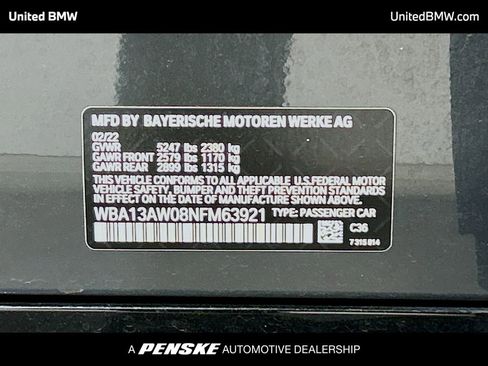 United BMW
UnitedBMW.com
MFD BY BAYERISCHE MOTOREN WERKE AG
02/22
GVWR 5247 lbs 2380 kg
GAWR FRONT 2579 lbs 1170 kg
GAWR REAR 2899 lbs 1315 kg
THIS VEHICLE CONFORMS TO ALL APPLICABLE U.S. FEDERAL MOTOR
VEHICLE SAFETY, BUMPER, AND THEFT PREVENTION STANDARDS
IN EFFECT ON THE DATE OF MANUFACTURE SHOWN ABOVE.
WBA13AW08NFM63921 TYPE: PASSENGER CAR
C36
7 315 814
A PENSKE AUTOMOTIVE DEALERSHIP